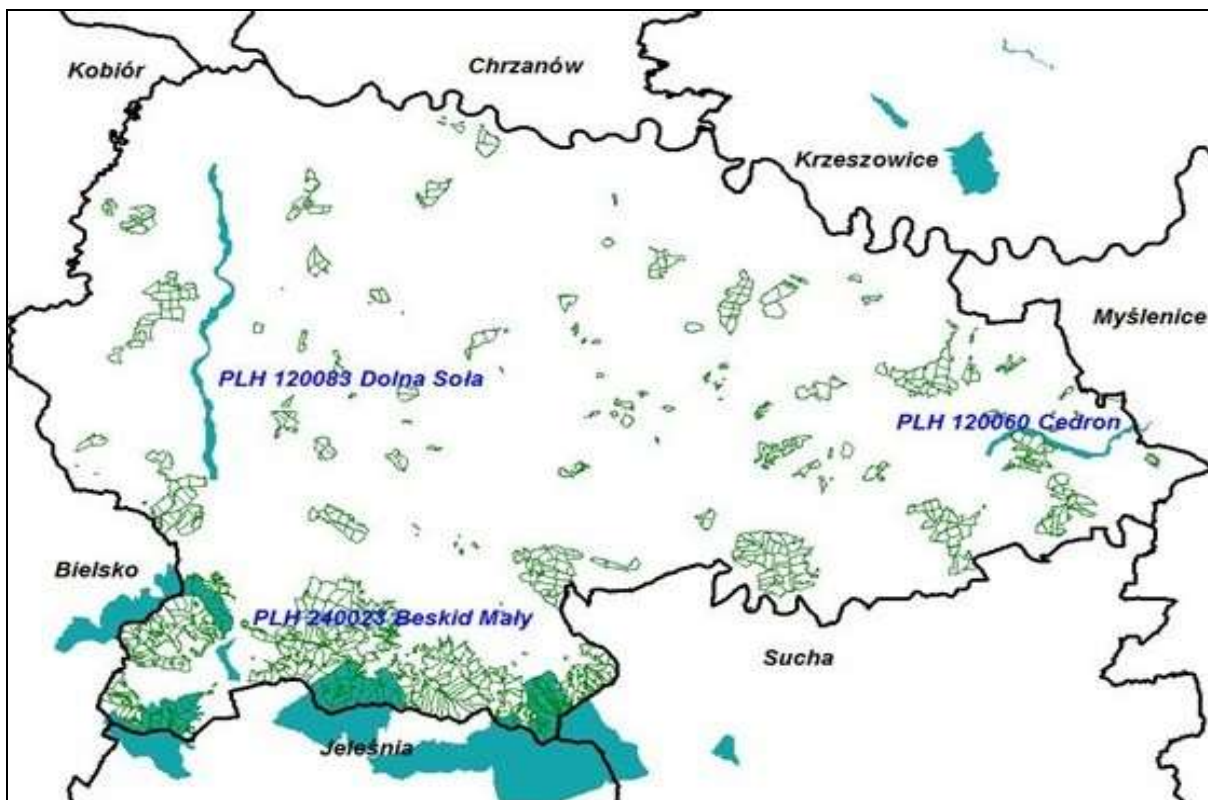 Kobiór
Chrzanów
Krzeszowice
Myślenice
PLH 120083 Dolna Soła
PLH 120060 Cedron
Bielsko
PLH 240023 Beskid Mały
Sucha
Jeleśnia